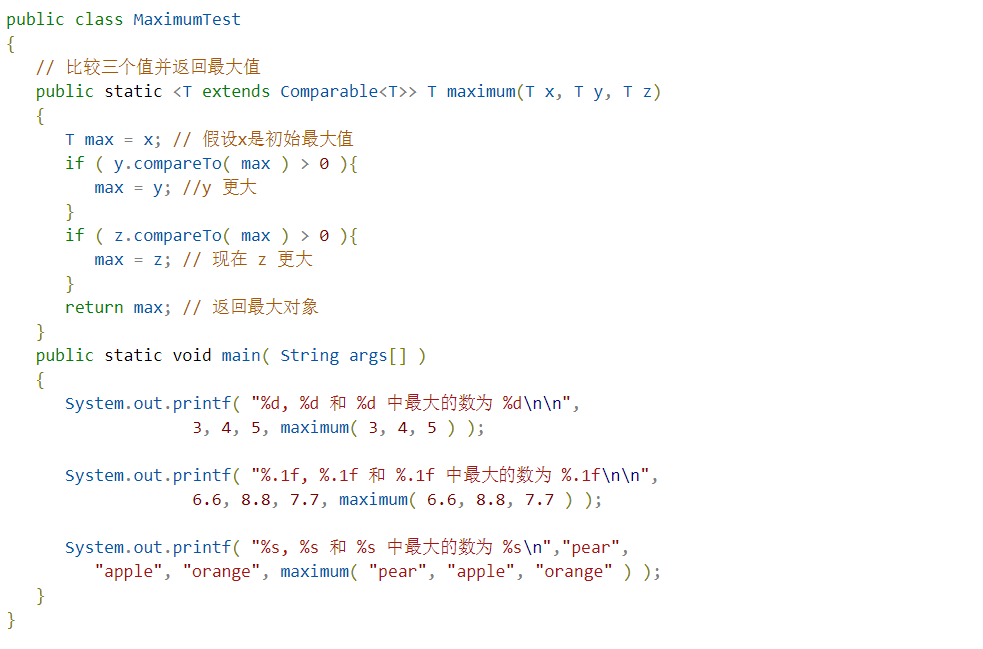 public class MaximumTest
{
   // 比较三个值并返回最大值
   public static <T extends Comparable<T>> T maximum(T x, T y, T z)
   {
      T max = x; // 假设x是初始最大值
      if ( y.compareTo( max ) > 0 ){
         max = y; //y 更大
      }
      if ( z.compareTo( max ) > 0 ){
         max = z; // 现在 z 更大
      }
      return max; // 返回最大对象
   }
   public static void main( String args[] )
   {
      System.out.printf( "%d, %d 和 %d 中最大的数为 %d\n\n",
                   3, 4, 5, maximum( 3, 4, 5 ) );

      System.out.printf( "%.1f, %.1f 和 %.1f 中最大的数为 %.1f\n\n",
                   6.6, 8.8, 7.7, maximum( 6.6, 8.8, 7.7 ) );

      System.out.printf( "%s, %s 和 %s 中最大的数为 %s\n","pear",
         "apple", "orange", maximum( "pear", "apple", "orange" ) );
   }
}